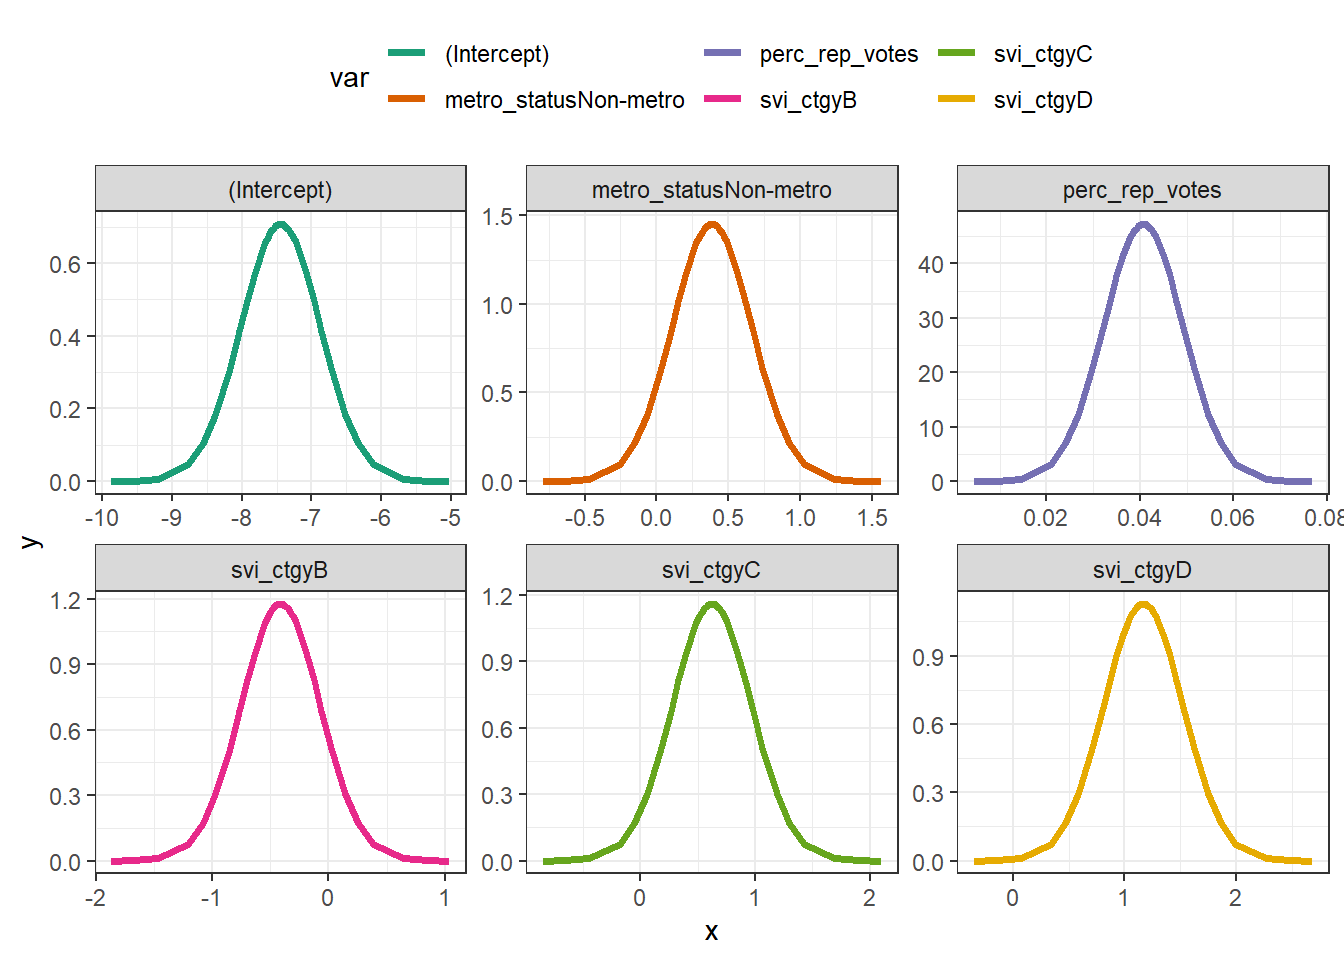 var
(Intercept)
perc_rep_votes
svi_ctgyC
metro_statusNon-metro
svi_ctgyB
svi_ctgyD
(Intercept)
metro_statusNon-metro
perc_rep_votes
0.6
0.4
0.2
0.0
-10 -9 -8 -7 -6 -5
1.5
1.0
0.5
0.0
-0.5 0.0 0.5 1.0 1.5
40
30
20
10
0
0.02 0.04 0.06 0.08
y
svi_ctgyB
svi_ctgyC
svi_ctgyD
1.2
0.9
0.6
0.3
0.0
-2 -1 0 1
1.2
0.9
0.6
0.3
0.0
0 1 2
0.9
0.6
0.3
0.0
0 1 2
x